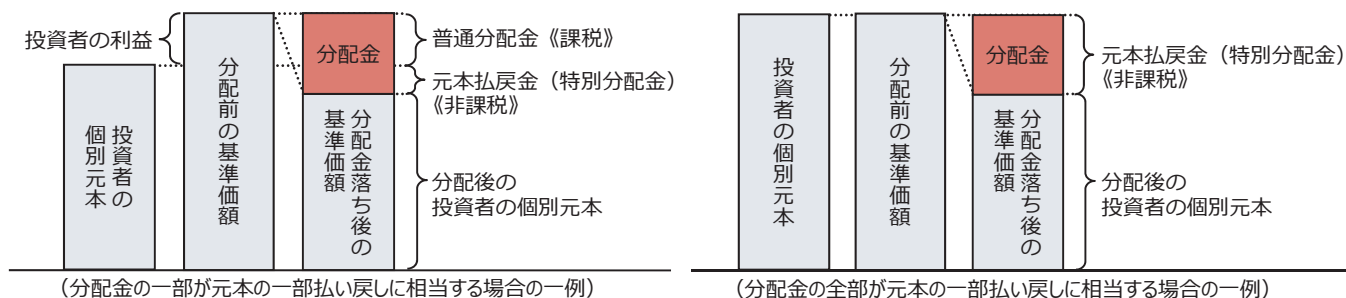 投資者の利益
投資者の
個別元本
分配前の基準価額
分配金
分配金落ち後の
基準価額
普通分配金《課税》
元本払戻金（特別分配金）
《非課税》
分配後の
投資者の個別元本
（分配金の一部が元本の一部払い戻しに相当する場合の一例）
投資者の個別元本
分配前の基準価額
分配金
分配金落ち後の
基準価額
元本払戻金（特別分配金）
《非課税》
分配後の
投資者の個別元本
（分配金の全部が元本の一部払い戻しに相当する場合の一例）